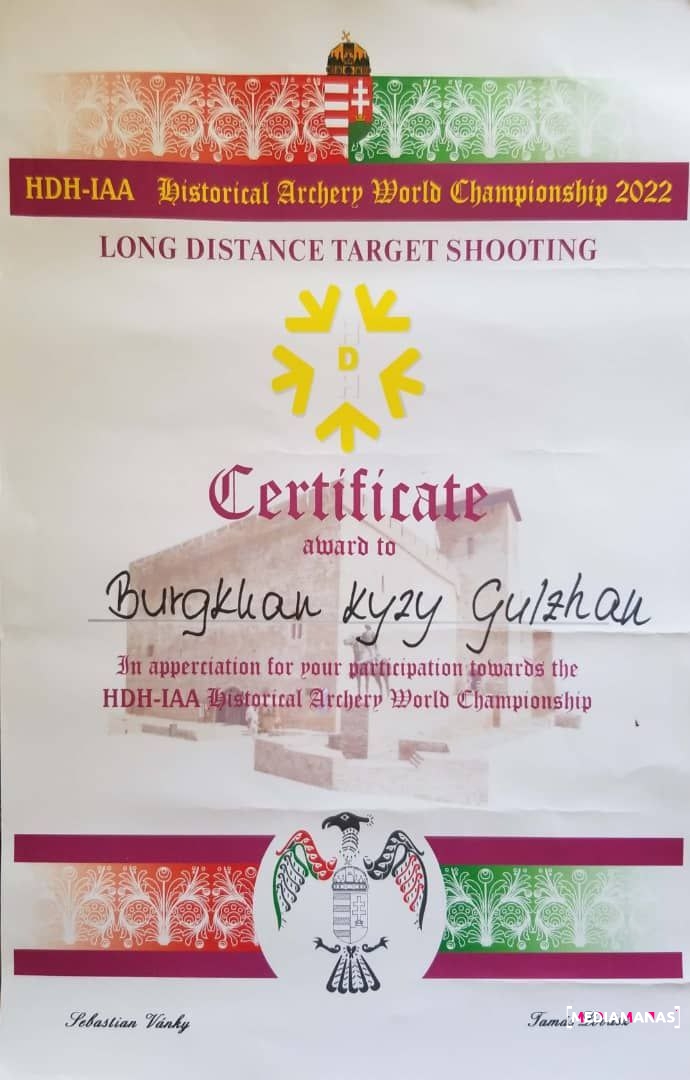 HDH-IAA Historical Archery World Championship 2022
LONG DISTANCE TARGET SHOOTING
H
D
H
Certificate
award to
Burgkhan kyzy Gulzhan
In apperciation for your participation towards the
HDH-IAA Historical Archery World Championship
Sebastian Vánky
Tamás
[MEDIAMANAS]